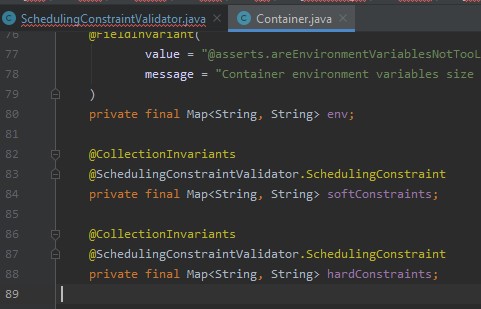 SchedulingConstraintValidator.java
Container.java
76 @FieldInvariant(
77 value = "@asserts.areEnvironmentVariablesNotTooL
78 message = "Container environment variables size
79 )
80 private final Map<String, String> env;
81
82 @CollectionInvariants
83 @SchedulingConstraintValidator.SchedulingConstraint
84 private final Map<String, String> softConstraints;
85
86 @CollectionInvariants
87 @SchedulingConstraintValidator.SchedulingConstraint
88 private final Map<String, String> hardConstraints;
89